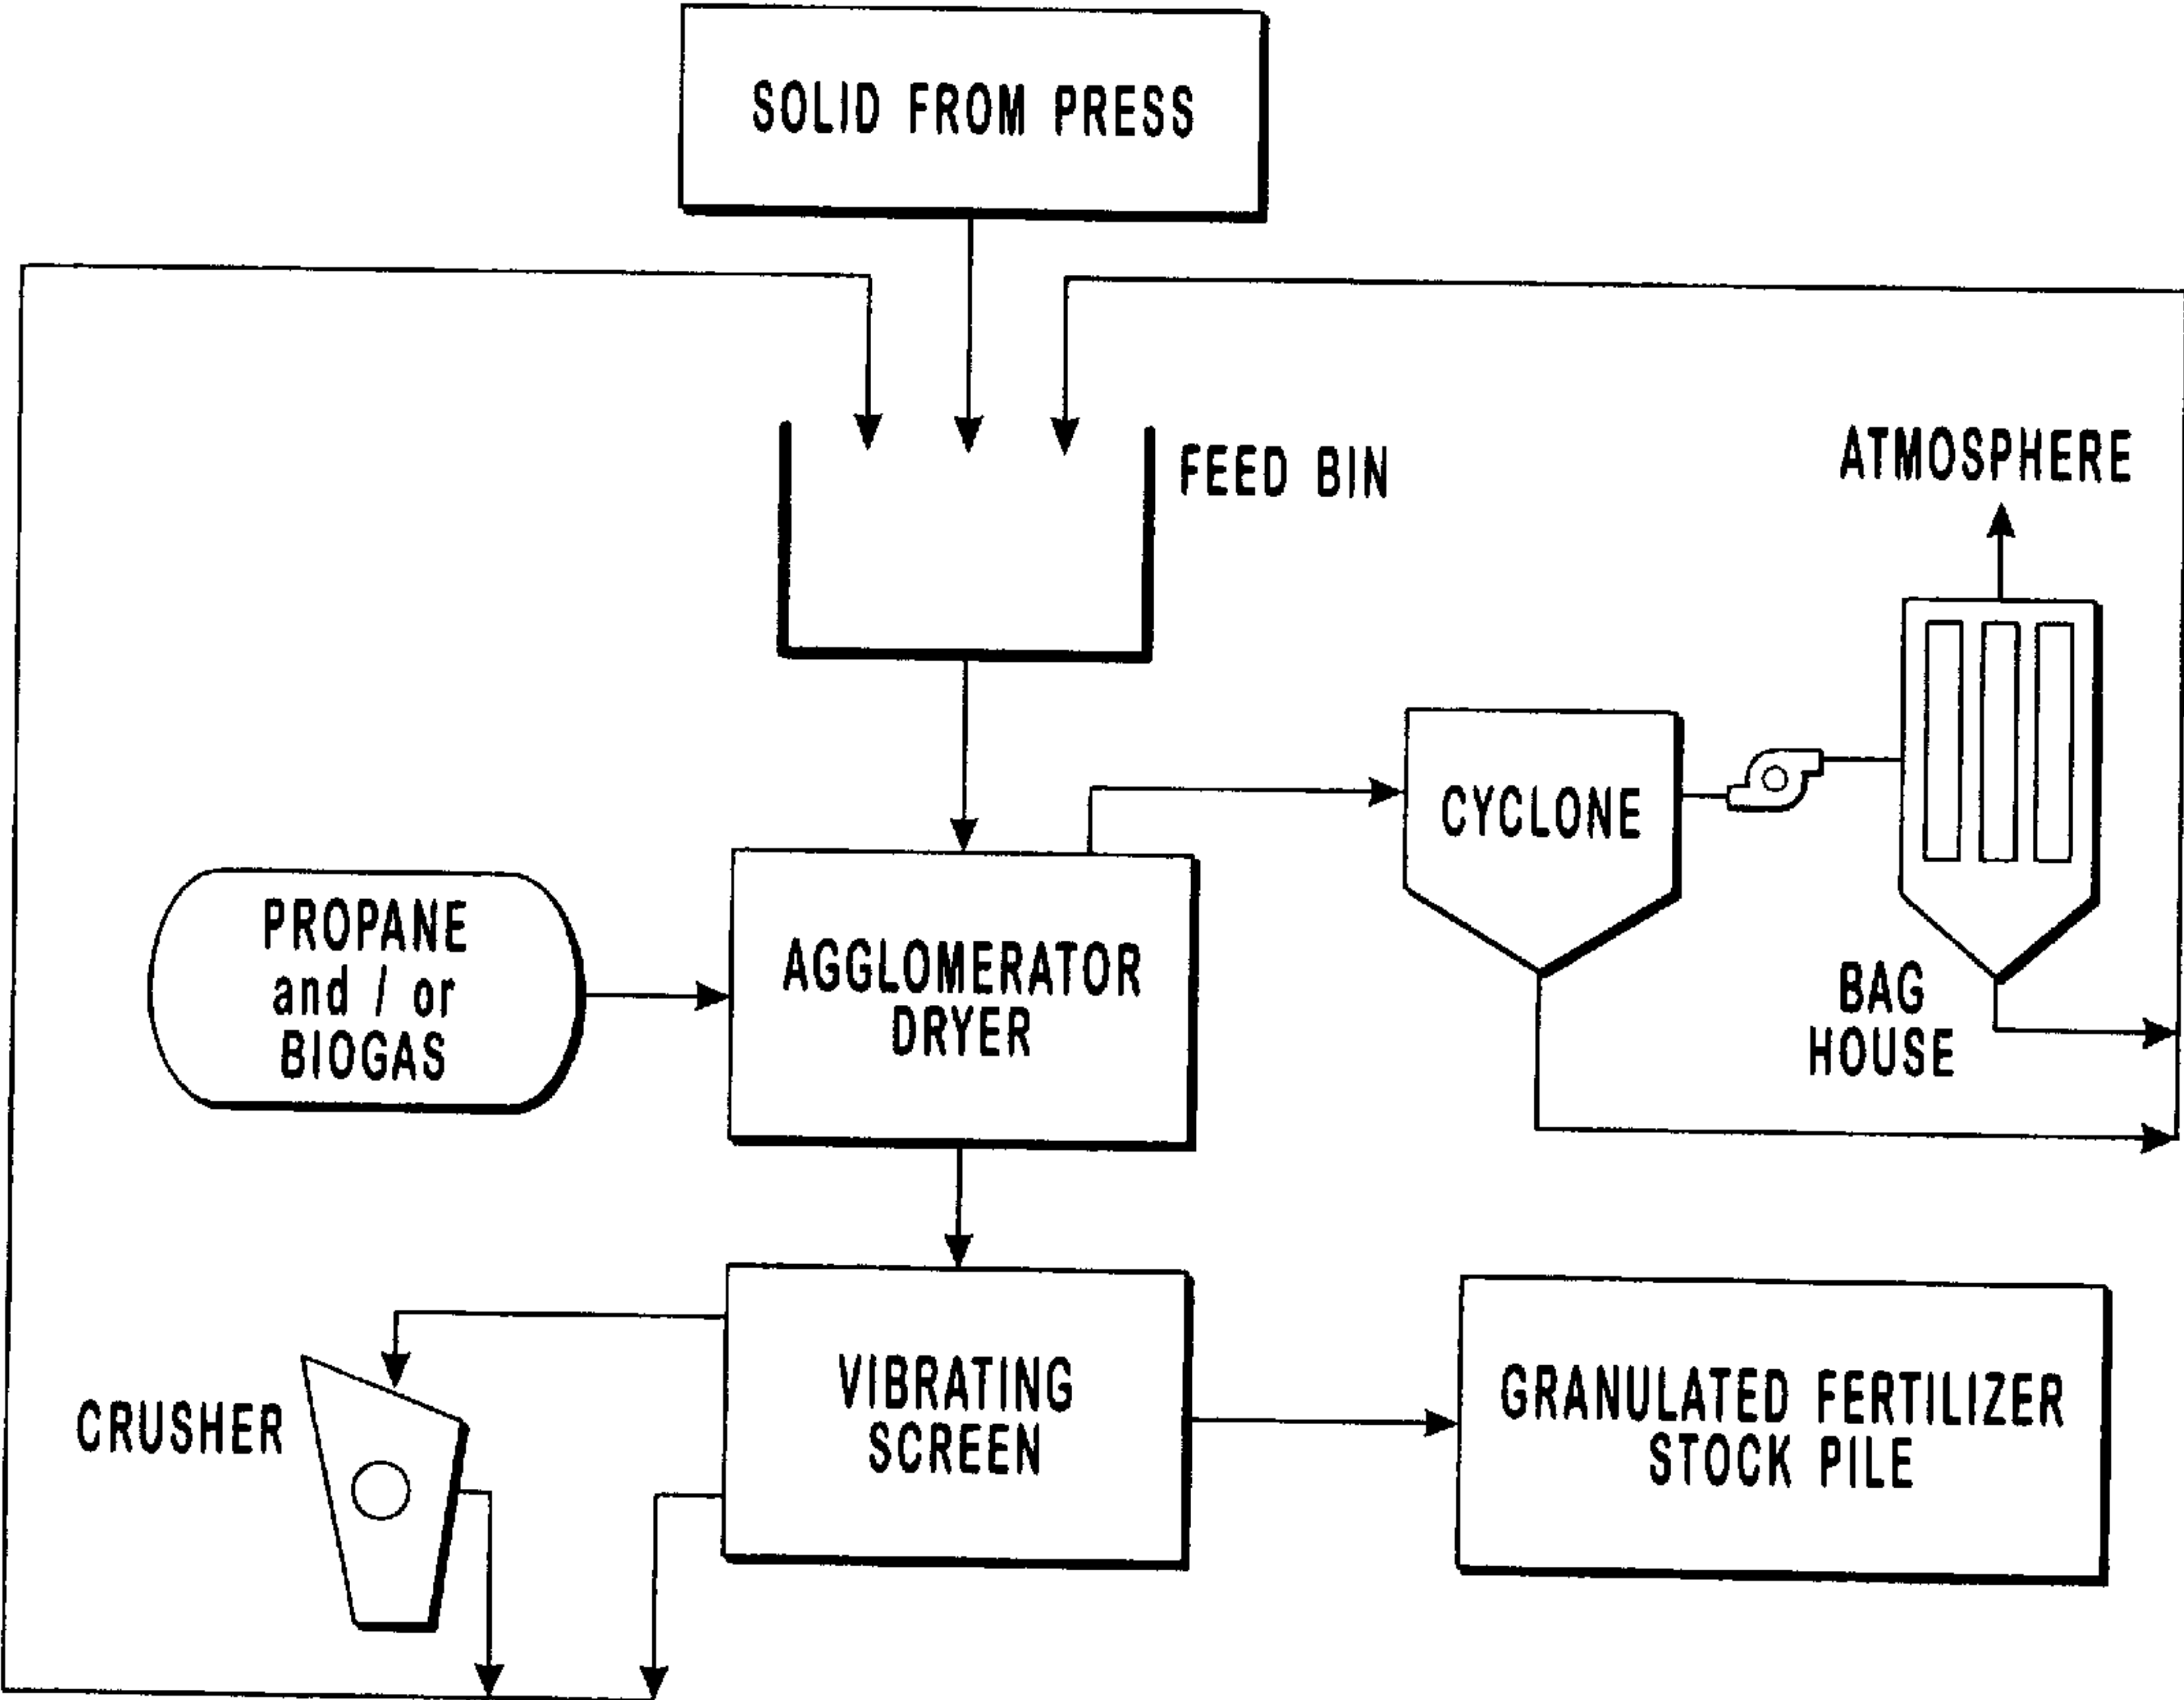 SOLID FROM PRESS
FEED BIN
ATMOSPHERE
CYCLONE
PROPANE
and / or
BIOGAS
AGGLOMERATOR
DRYER
BAG
HOUSE
CRUSHER
VIBRATING
SCREEN
GRANULATED FERTILIZER
STOCK PILE